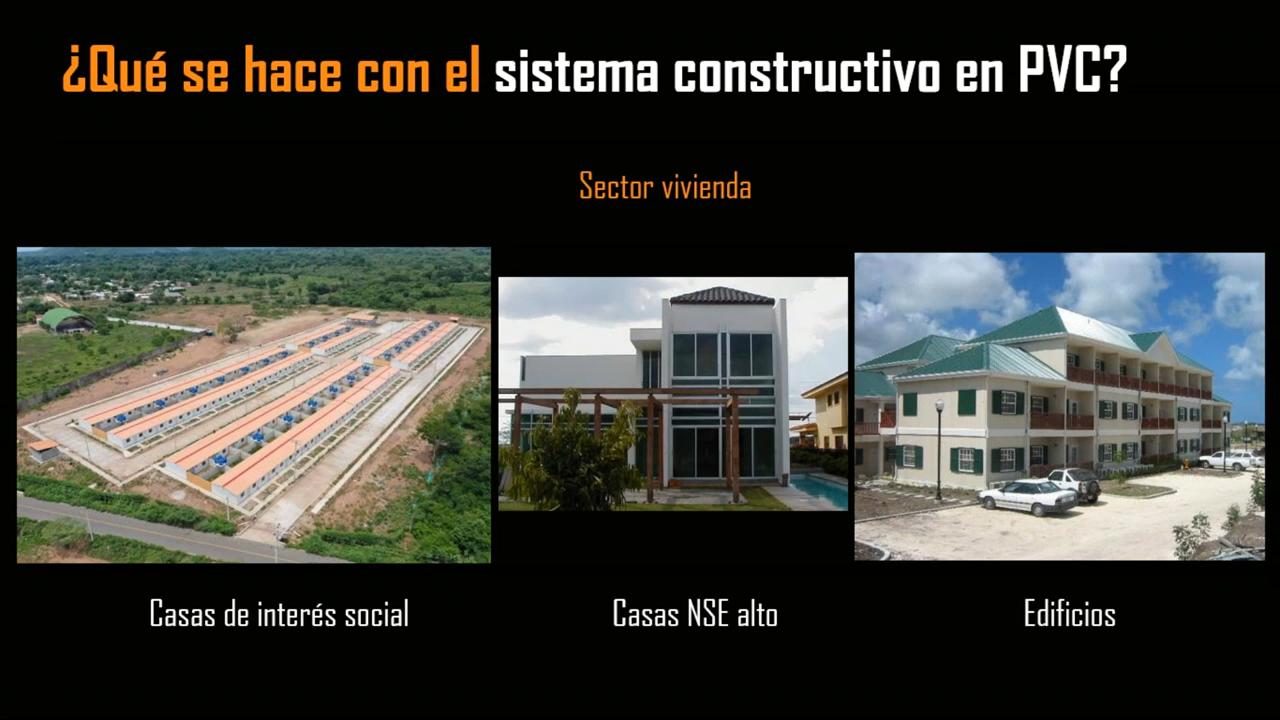 ¿Qué se hace con el sistema constructivo en PVC?
Sector vivienda
Casas de interés social
Casas NSE alto
Edificios